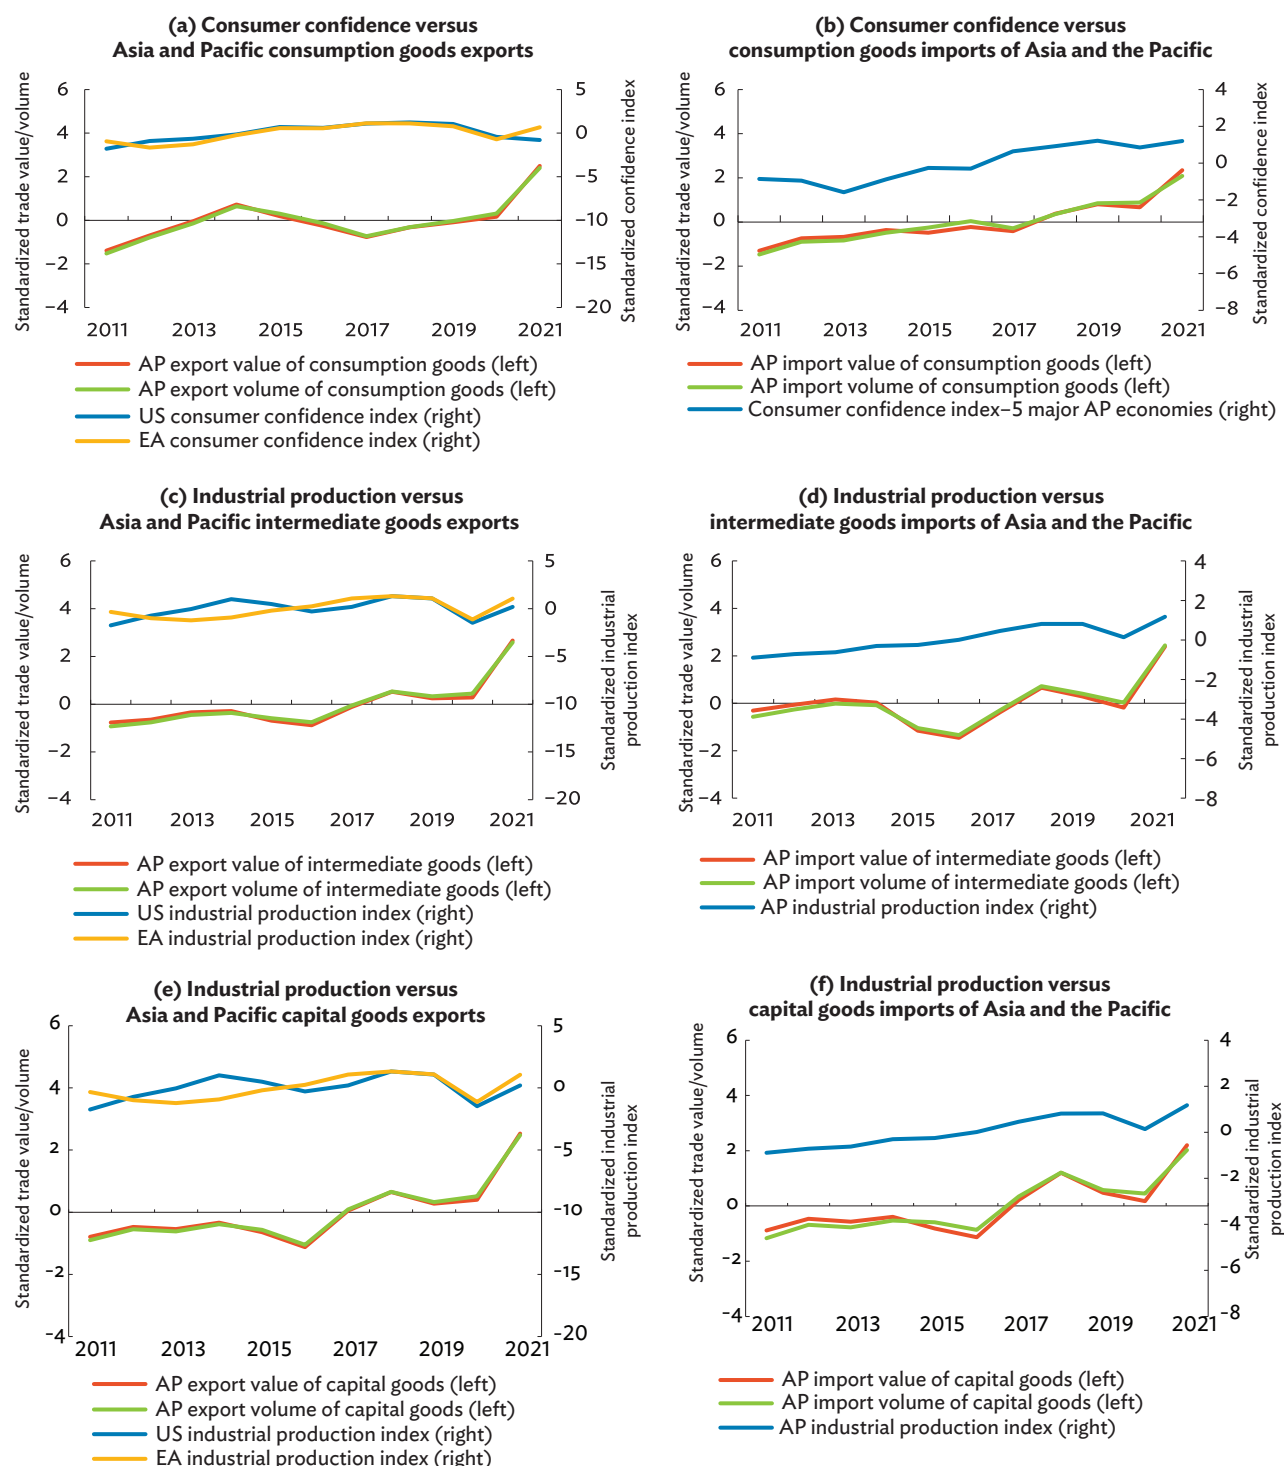 (a) Consumer confidence versus
Asia and Pacific consumption goods exports
Standardized trade value/volume
6
4
2
0
−2
−4
5
0
−5
−10
−15
−20
Standardized confidence index
2011 2013 2015 2017 2019 2021
AP export value of consumption goods (left)
AP export volume of consumption goods (left)
US consumer confidence index (right)
EA consumer confidence index (right)
(b) Consumer confidence versus
consumption goods imports of Asia and the Pacific
Standardized trade value/volume
6
4
2
0
−2
−4
4
2
0
−2
−4
−6
−8
Standardized confidence index
2011 2013 2015 2017 2019 2021
AP import value of consumption goods (left)
AP import volume of consumption goods (left)
Consumer confidence index–5 major AP economies (right)
(c) Industrial production versus
Asia and Pacific intermediate goods exports
Standardized trade value/volume
6
4
2
0
−2
−4
5
0
−5
−10
−15
−20
Standardized industrial
production index
2011 2013 2015 2017 2019 2021
AP export value of intermediate goods (left)
AP export volume of intermediate goods (left)
US industrial production index (right)
EA industrial production index (right)
(d) Industrial production versus
intermediate goods imports of Asia and the Pacific
Standardized trade value/volume
6
4
2
0
−2
−4
4
2
0
−2
−4
−6
−8
Standardized industrial
production index
2011 2013 2015 2017 2019 2021
AP import value of intermediate goods (left)
AP import volume of intermediate goods (left)
AP industrial production index (right)
(e) Industrial production versus
Asia and Pacific capital goods exports
Standardized trade value/volume
6
4
2
0
−2
−4
5
0
−5
−10
−15
−20
Standardized industrial
production index
2011 2013 2015 2017 2019 2021
AP export value of capital goods (left)
AP export volume of capital goods (left)
US industrial production index (right)
EA industrial production index (right)
(f) Industrial production versus
capital goods imports of Asia and the Pacific
Standardized trade value/volume
6
4
2
0
−2
−4
4
2
0
−2
−4
−6
−8
Standardized industrial
production index
2011 2013 2015 2017 2019 2021
AP import value of capital goods (left)
AP import volume of capital goods (left)
AP industrial production index (right)